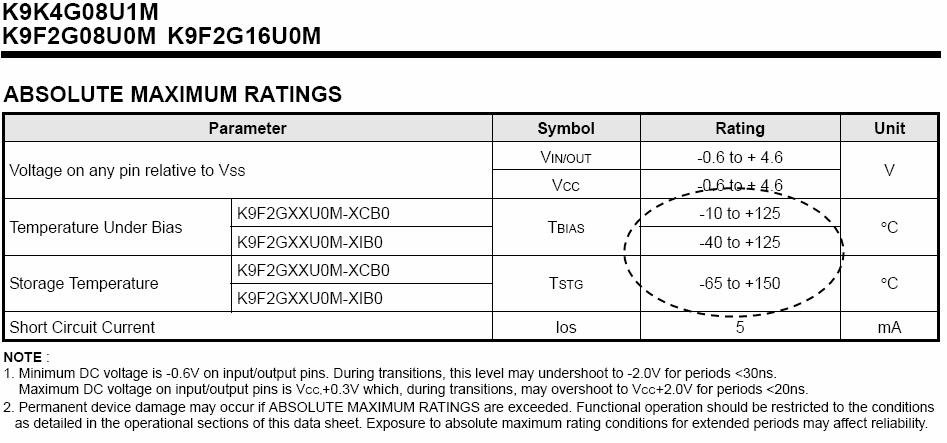 K9K4G08U1M
K9F2G08U0M K9F2G16U0M
ABSOLUTE MAXIMUM RATINGS
Parameter Symbol Rating Unit
Voltage on any pin relative to VSS VIN/OUT -0.6 to + 4.6 V
VCC -0.6 to + 4.6
Temperature Under Bias K9F2GXXU0M-XCB0 TBIAS -10 to +125 °C
K9F2GXXU0M-XIB0 -40 to +125
Storage Temperature K9F2GXXU0M-XCB0 TSTG -65 to +150 °C
K9F2GXXU0M-XIB0
Short Circuit Current Ios 5 mA
NOTE :
1. Minimum DC voltage is -0.6V on input/output pins. During transitions, this level may undershoot to -2.0V for periods <30ns.
Maximum DC voltage on input/output pins is VCC,+0.3V which, during transitions, may overshoot to VCC+2.0V for periods <20ns.
2. Permanent device damage may occur if ABSOLUTE MAXIMUM RATINGS are exceeded. Functional operation should be restricted to the conditions
as detailed in the operational sections of this data sheet. Exposure to absolute maximum rating conditions for extended periods may affect reliability.